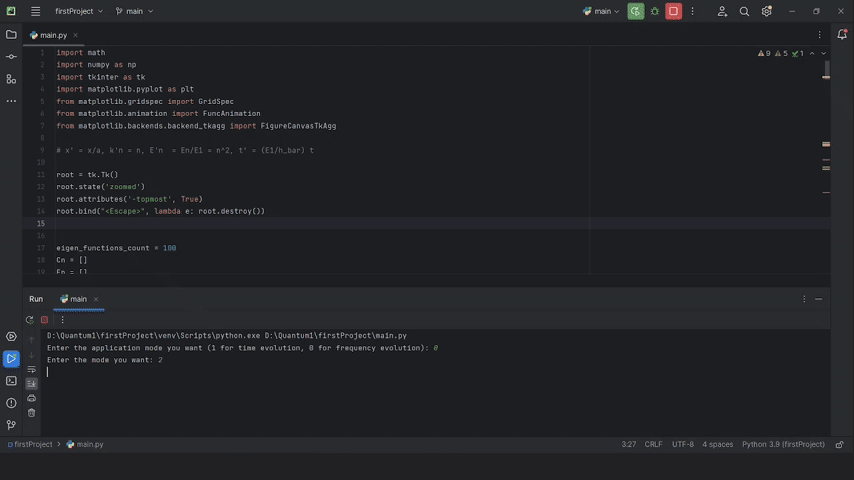 firstProject
main
main
main.py
9 5 1
1 import math
2 import numpy as np
3 import tkinter as tk
4 import matplotlib.pyplot as plt
5 from matplotlib.gridspec import GridSpec
6 from matplotlib.animation import FuncAnimation
7 from matplotlib.backends.backend_tkagg import FigureCanvasTkAgg
8
9 # x' = x/a, k'n = n, E'n = En/E1 = n^2, t' = (E1/h_bar) t
10
11 root = tk.Tk()
12 root.state('zoomed')
13 root.attributes('-topmost', True)
14 root.bind("<Escape>", lambda e: root.destroy())
15
16
17 eigen_functions_count = 100
18 Cn = []
19 En = []
Run main
D:\Quantum1\firstProject\venv\Scripts\python.exe D:\Quantum1\firstProject\main.py
Enter the application mode you want (1 for time evolution, 0 for frequency evolution): 0
Enter the mode you want: 2
firstProject > main.py
3:27 CRLF UTF-8 4 spaces Python 3.9 (firstProject)